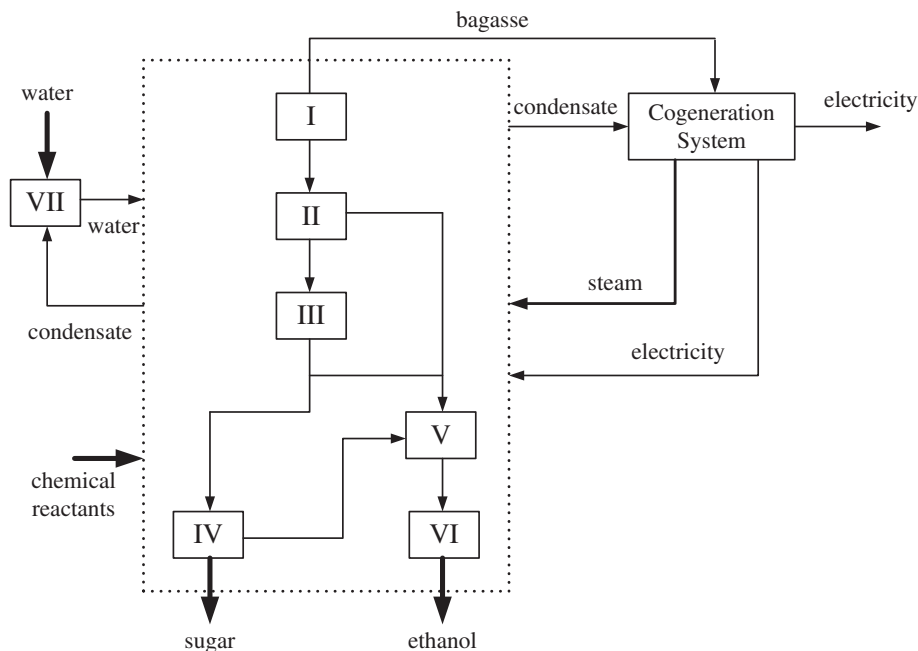 bagasse
water
I
condensate
Cogeneration
System
electricity
VII
water
II
steam
III
condensate
electricity
V
chemical
reactants
IV
VI
sugar
ethanol